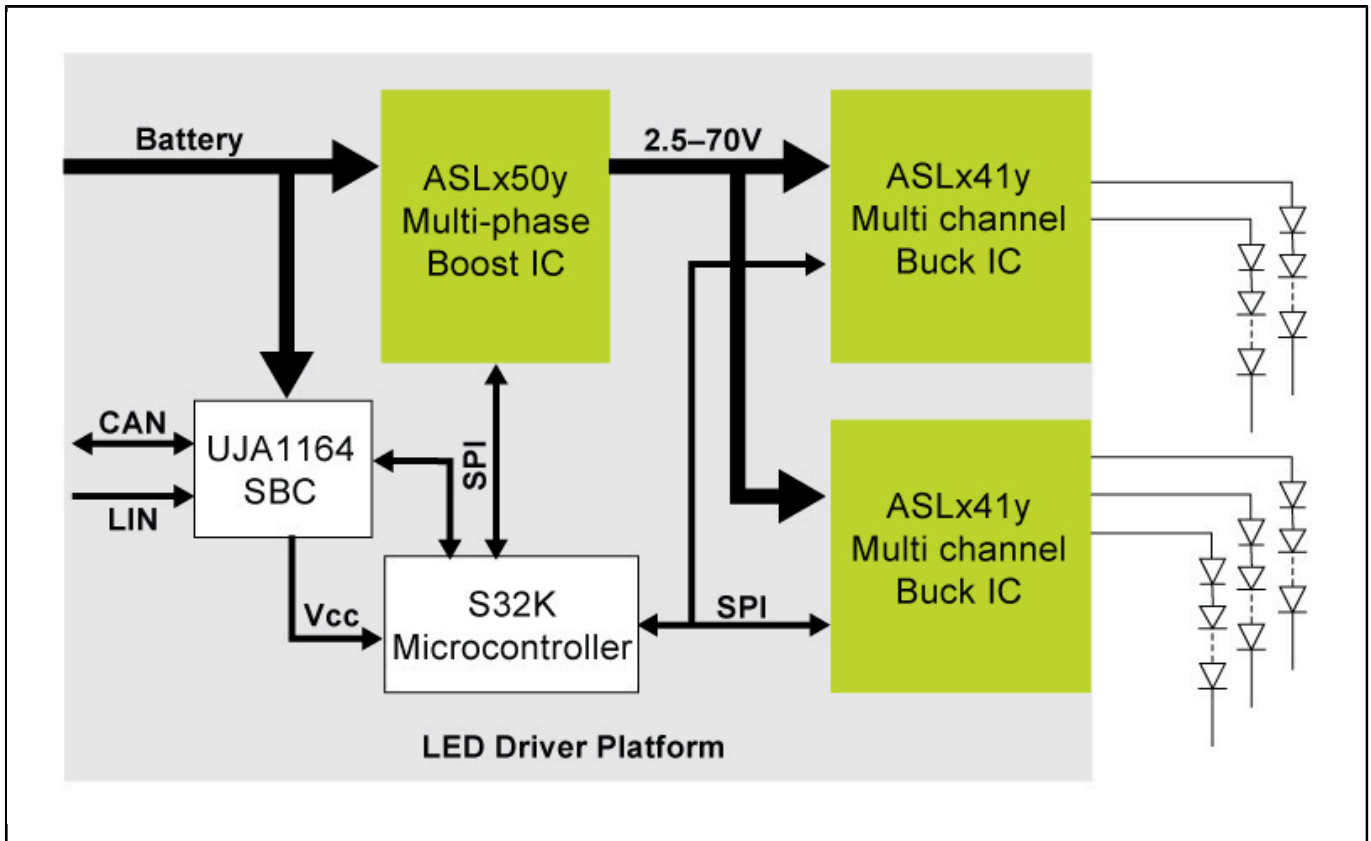 Battery
ASLx50y
Multi-phase
Boost IC
2.5–70V
ASLx41y
Multi channel
Buck IC
CAN
LIN
UJA1164
SBC
SPI
Vcc
S32K
Microcontroller
SPI
ASLx41y
Multi channel
Buck IC
LED Driver Platform